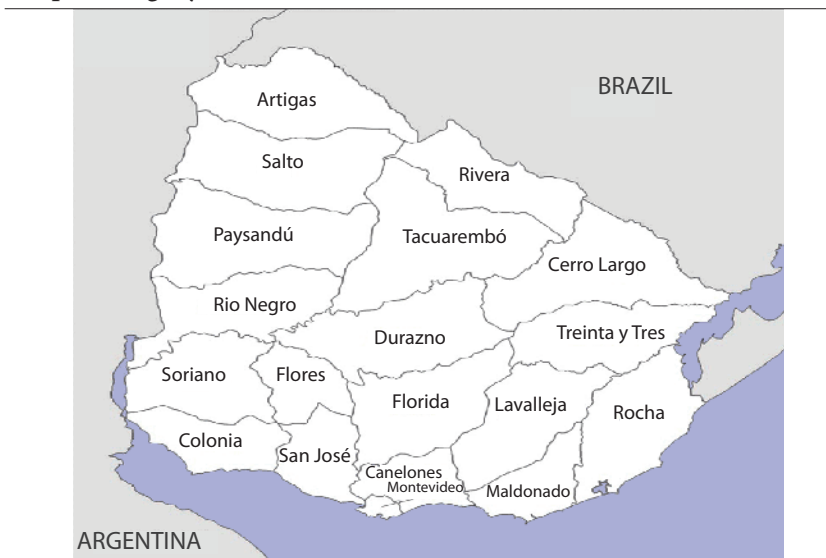 BRAZIL
Artigas
Salto
Rivera
Paysandú
Tacuarembó
Cerro Largo
Rio Negro
Durazno
Treinta y Tres
Soriano
Flores
Florida
Lavalleja
Rocha
Colonia
San José
Canelones
Montevideo
Maldonado
ARGENTINA